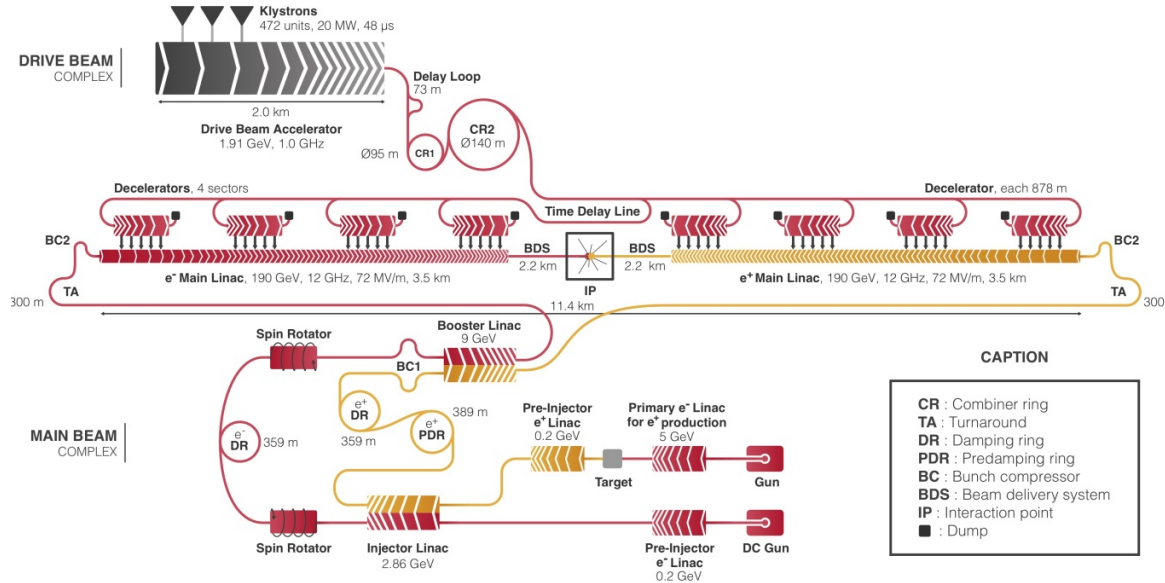 Klystrons
472 units, 20 MW, 48 µs
DRIVE BEAM
COMPLEX
2.0 km
Drive Beam Accelerator
1.91 GeV, 1.0 GHz
Delay Loop
73 m
CR2
Ø140 m
Ø95 m
CR1
Decelerators, 4 sectors
Decelerator, each 878 m
Time Delay Line
BC2
BDS
2.2 km
BDS
2.2 km
BC2
e⁻ Main Linac, 190 GeV, 12 GHz, 72 MV/m, 3.5 km
e⁺ Main Linac, 190 GeV, 12 GHz, 72 MV/m, 3.5 km
IP
TA
300 m
TA
300
11.4 km
Spin Rotator
Booster Linac
9 GeV
BC1
MAIN BEAM
COMPLEX
e⁻
DR
359 m
e⁺
DR
359 m
e⁺
PDR
389 m
Pre-Injector
e⁺ Linac
0.2 GeV
Primary e⁻ Linac
for e⁺ production
5 GeV
Target
Gun
Spin Rotator
Injector Linac
2.86 GeV
Pre-Injector
e⁻ Linac
0.2 GeV
DC Gun
CAPTION
CR : Combiner ring
TA : Turnaround
DR : Damping ring
PDR : Predamping ring
BC : Bunch compressor
BDS : Beam delivery system
IP : Interaction point
: Dump